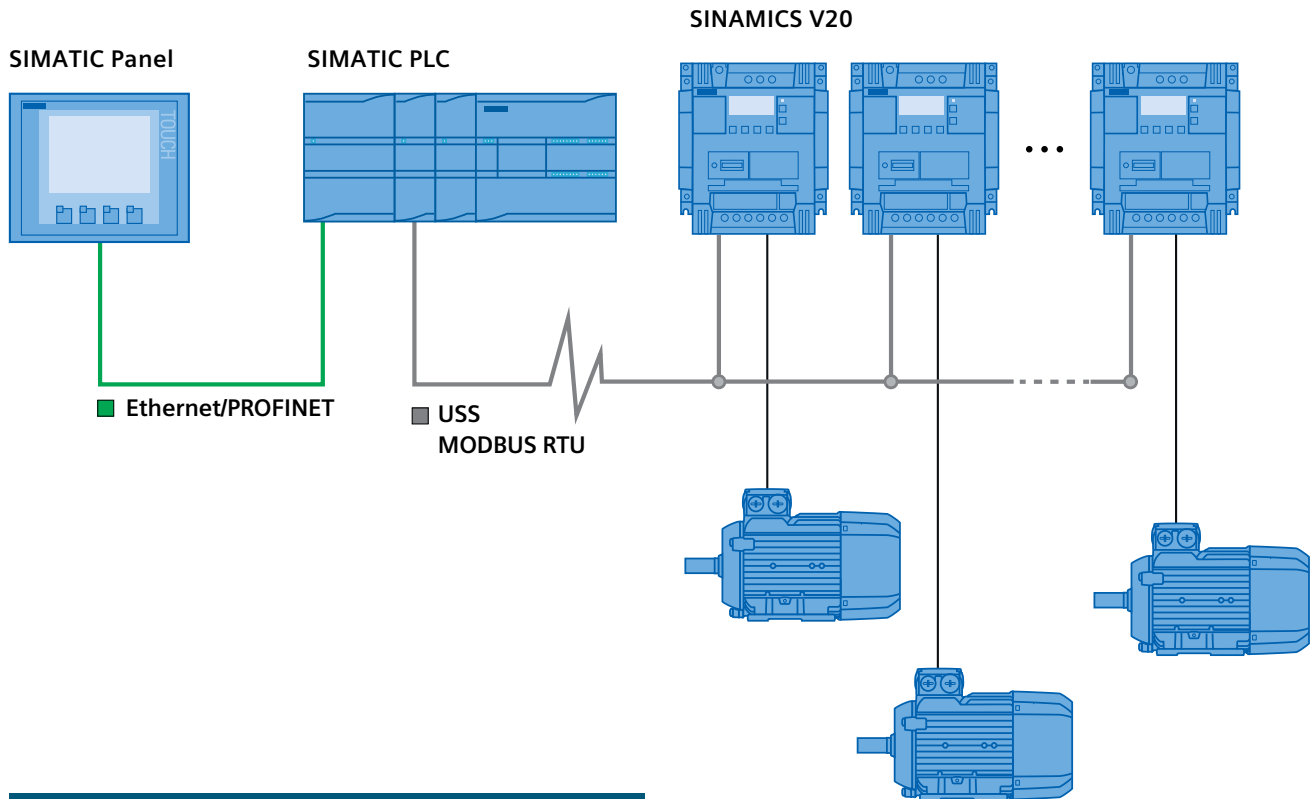 SINAMICS V20
SIMATIC Panel
SIMATIC PLC
TOUCH
Ethernet/PROFINET
USS
MODBUS RTU